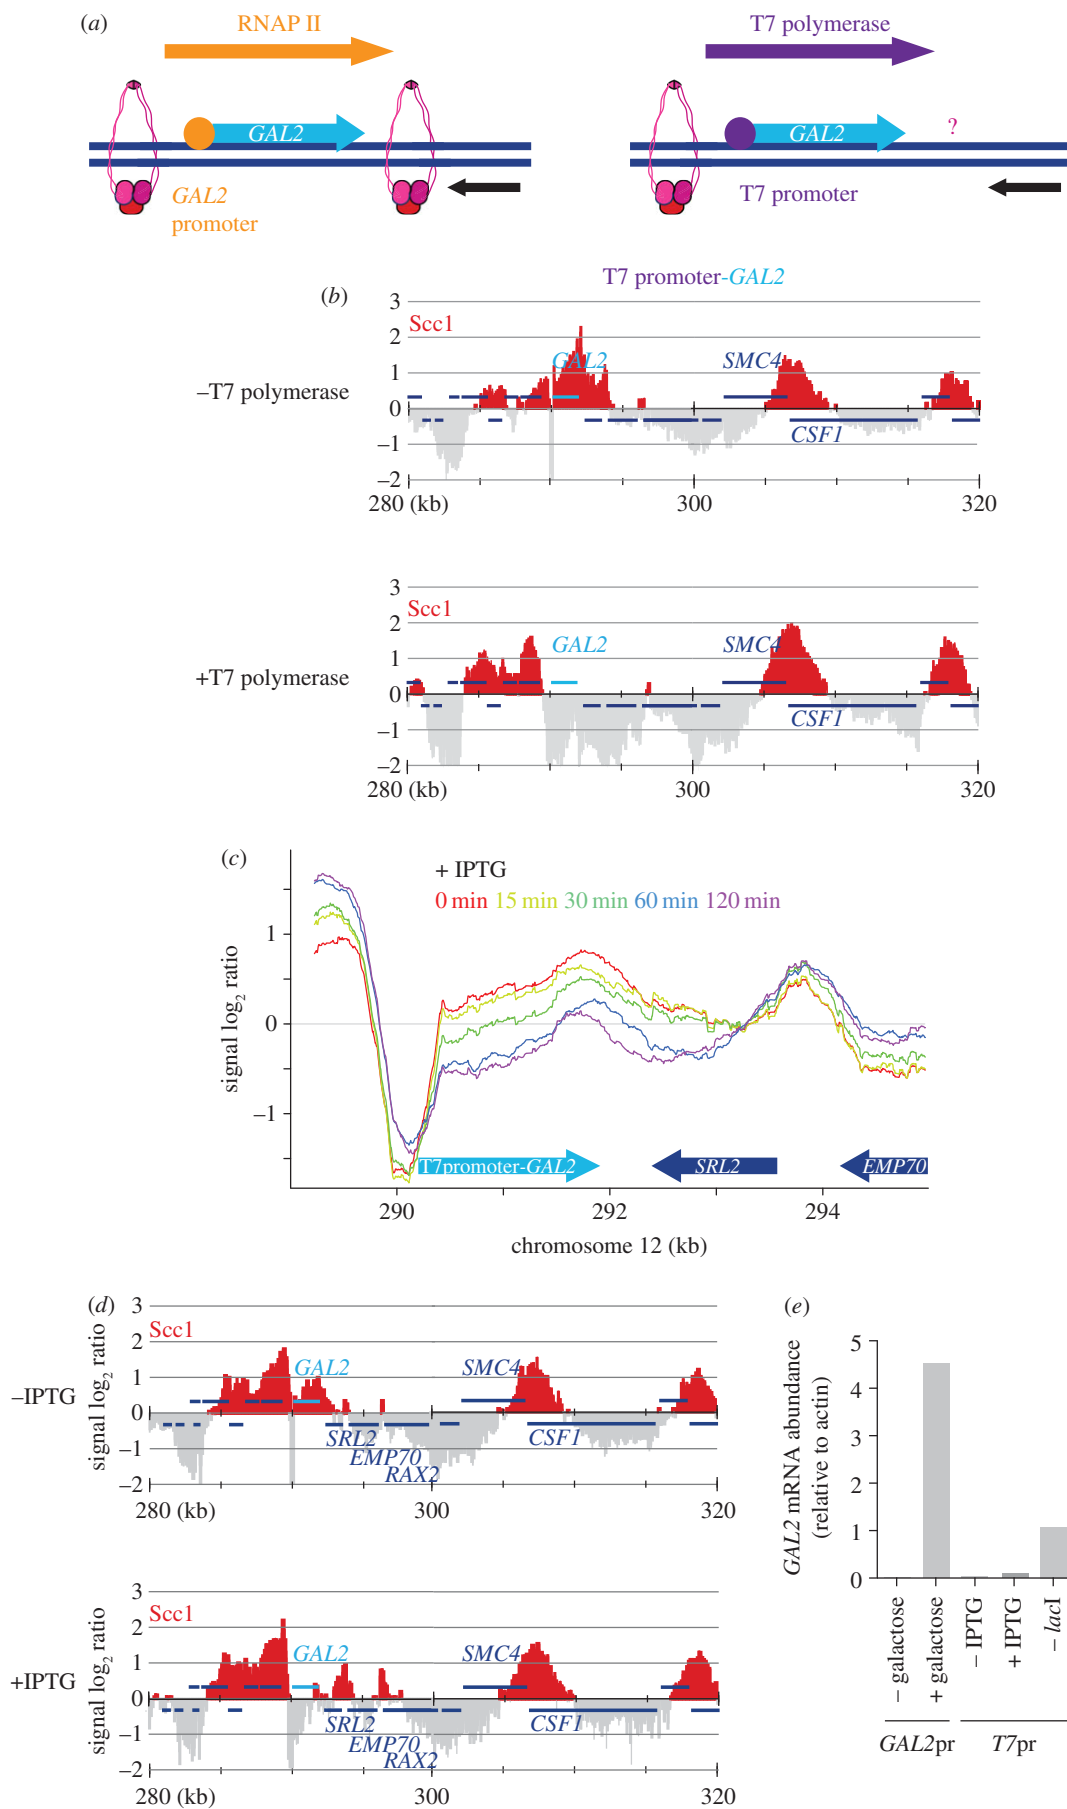 (a)
RNAP II
GAL2
GAL2
promoter
T7 polymerase
GAL2
?
T7 promoter
(b)
T7 promoter-GAL2
–T7 polymerase
3
2
1
0
–1
–2
Scc1
GAL2
SMC4
CSF1
280 (kb)
300
320
+T7 polymerase
3
2
1
0
–1
–2
Scc1
GAL2
SMC4
CSF1
280 (kb)
300
320
(c)
+ IPTG
0 min 15 min 30 min 60 min 120 min
signal log2 ratio
1
0
–1
T7promoter-GAL2
SRL2
EMP70
290
292
294
chromosome 12 (kb)
(d)
–IPTG
signal log2 ratio
3
2
1
0
–1
–2
Scc1
GAL2
SMC4
SRL2
EMP70
RAX2
CSF1
280 (kb)
300
320
+IPTG
signal log2 ratio
3
2
1
0
–1
–2
Scc1
GAL2
SMC4
SRL2
EMP70
RAX2
CSF1
280 (kb)
300
320
(e)
GAL2 mRNA abundance
(relative to actin)
5
4
3
2
1
0
– galactose
+ galactose
– IPTG
+ IPTG
– lacI
GAL2pr
T7pr